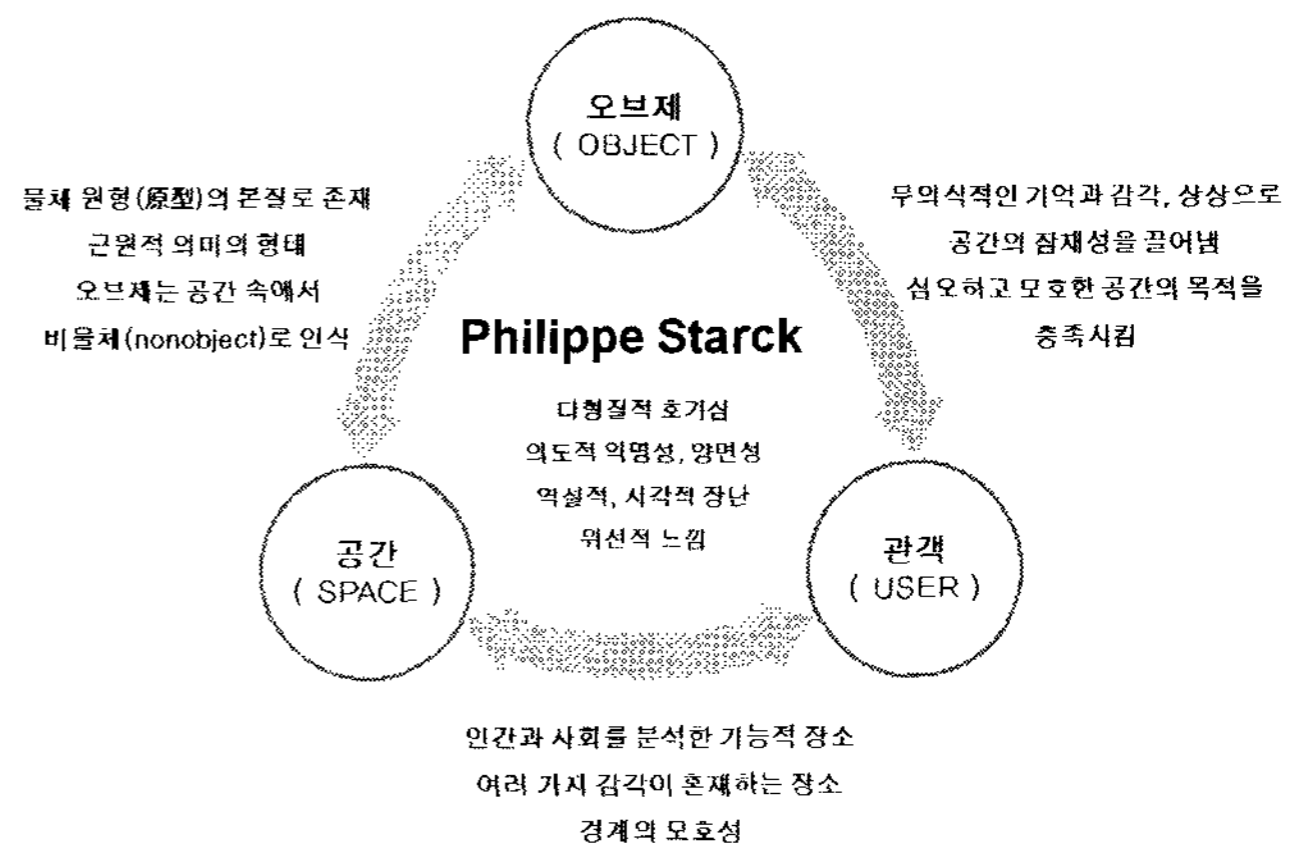 오브제
( OBJECT )
물체 원형(原型)의 본질로 존재
근원적 의미의 형태
오브제는 공간 속에서
비물체(nonobject)로 인식
무의식적인 기억과 감각, 상상으로
공간의 잠재성을 끌어냄
심오하고 모호한 공간의 목적을
충족시킴
Philippe Starck
다형질적 호기심
의도적 익명성, 양면성
역설적, 시각적 장난
위선적 느낌
공간
( SPACE )
관객
( USER )
인간과 사회를 분석한 기능적 장소
여러 가지 감각이 혼재하는 장소
경계의 모호성